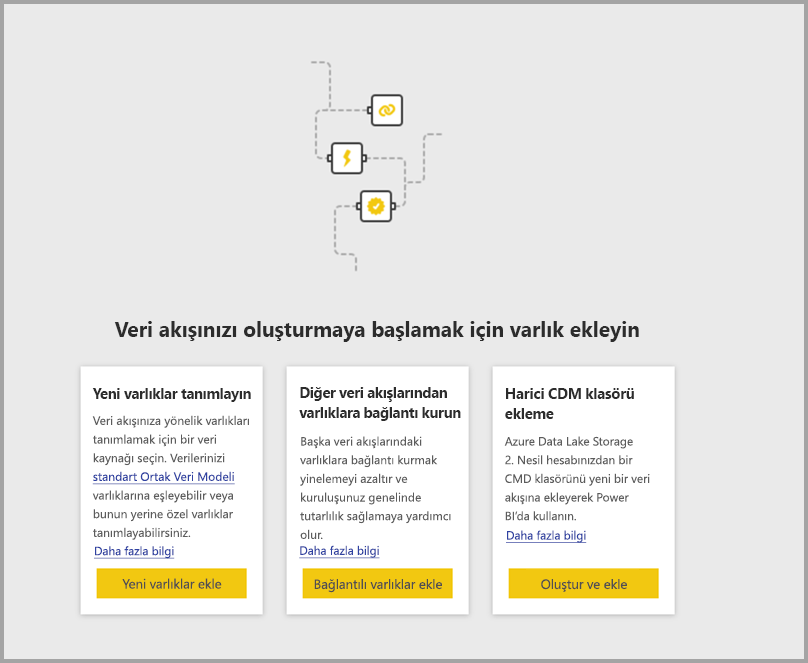 Veri akışınızı oluşturmaya başlamak için varlık ekleyin
Yeni varlıklar tanımlayın
Veri akışınıza yönelik varlıkları
tanımlamak için bir veri
kaynağı seçin. Verilerinizi
standart Ortak Veri Modeli
varlıklarına eşleyebilir veya
bunun yerine özel varlıklar
tanımlayabilirsiniz.
Daha fazla bilgi
Yeni varlıklar ekle
Diğer veri akışlarından
varlıklara bağlantı kurun
Başka veri akışlarındaki
varlıklara bağlantı kurmak
yinelemeyi azaltır ve
kuruluşunuz genelinde
tutarlılık sağlamaya yardımcı
olur.
Daha fazla bilgi
Bağlantılı varlıklar ekle
Harici CDM klasörü
ekleme
Azure Data Lake Storage
2. Nesil hesabınızdan bir
CMD klasörünü yeni bir veri
akışına ekleyerek Power
BI'da kullanın.
Daha fazla bilgi
Oluştur ve ekle